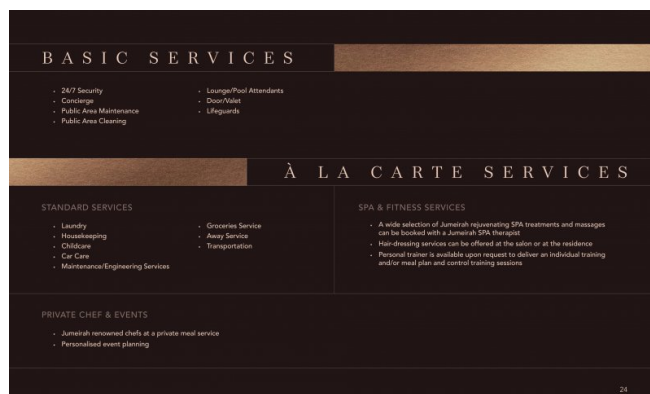 BASIC SERVICES
24/7 Security
Concierge
Public Area Maintenance
Public Area Cleaning
Lounge/Pool Attendants
Door/Valet
Lifeguards
À LA CARTE SERVICES
STANDARD SERVICES
Laundry
Housekeeping
Childcare
Car Care
Maintenance/Engineering Services
Groceries Service
Away Service
Transportation
SPA & FITNESS SERVICES
A wide selection of Jumeirah rejuvenating SPA treatments and massages
can be booked with a Jumeirah SPA therapist
Hair-dressing services can be offered at the salon or at the residence
Personal trainer is available upon request to deliver an individual training
and/or meal plan and control training sessions
PRIVATE CHEF & EVENTS
Jumeirah renowned chefs at a private meal service
Personalised event planning
24